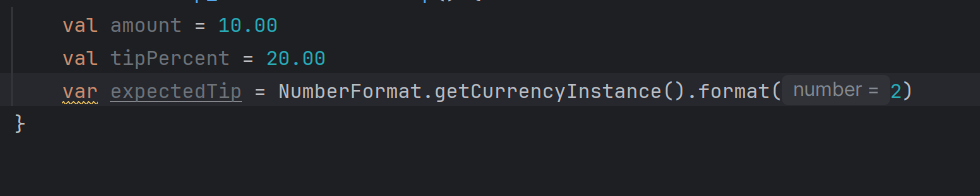 val amount = 10.00
val tipPercent = 20.00
var expectedTip = NumberFormat.getCurrencyInstance().format( number = 2)
}